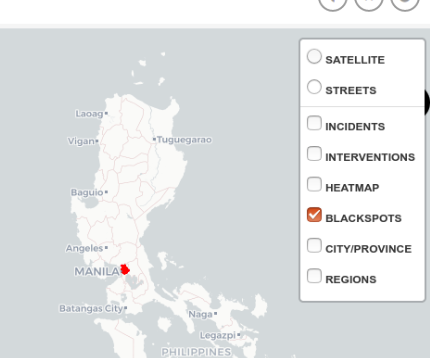 SATELLITE
STREETS
INCIDENTS
INTERVENTIONS
HEATMAP
BLACKSPOTS
CITY/PROVINCE
REGIONS
Laoag
Vigan
Tuguegarao
Baguio
Angeles
MANILA
Batangas City
Naga
Legazpi
PHILIPPINES